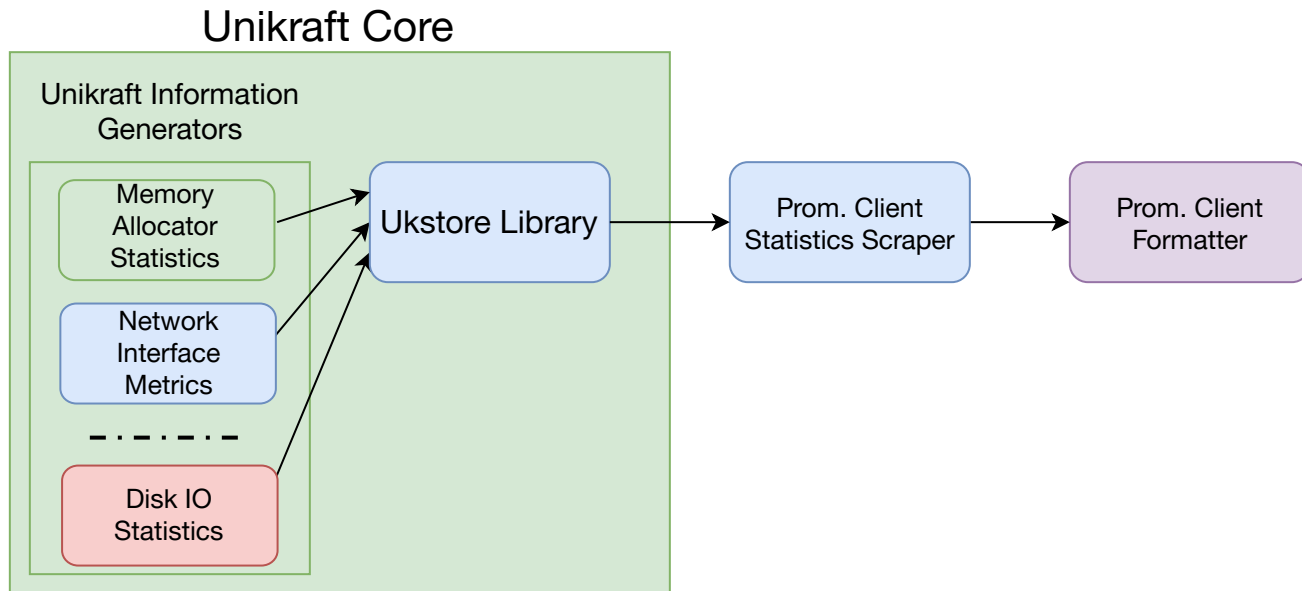 Unikraft Core
Unikraft Information
Generators
Memory
Allocator
Statistics
Network
Interface
Metrics
Disk IO
Statistics
Ukstore Library
Prom. Client
Statistics Scraper
Prom. Client
Formatter